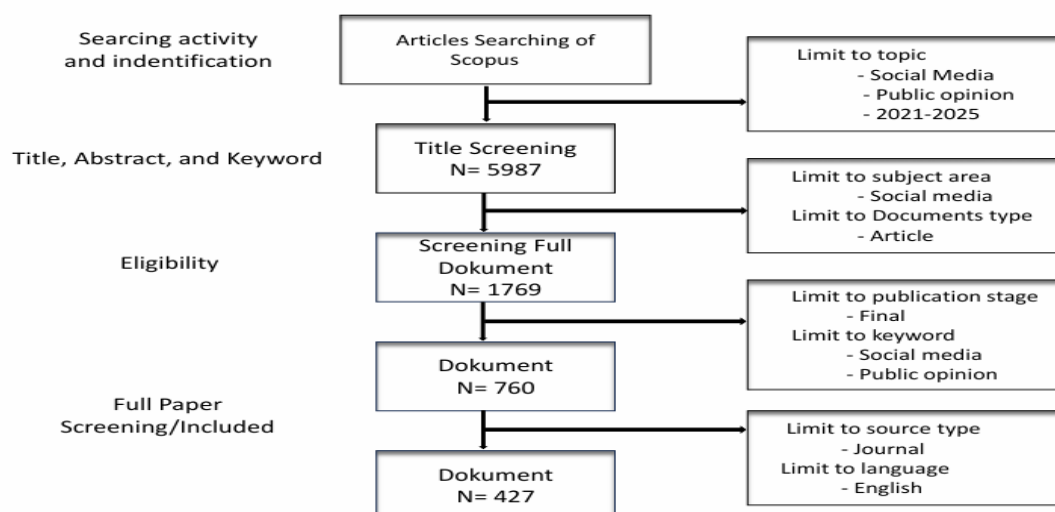 Searcing activity
and indentification
Articles Searching of
Scopus
Limit to topic
- Social Media
- Public opinion
- 2021-2025
Title, Abstract, and Keyword
Title Screening
N= 5987
Limit to subject area
- Social media
Limit to Documents type
- Article
Eligibility
Screening Full
Dokument
N= 1769
Limit to publication stage
- Final
Limit to keyword
- Social media
- Public opinion
Dokument
N= 760
Full Paper
Screening/Included
Limit to source type
- Journal
Limit to language
- English
Dokument
N= 427